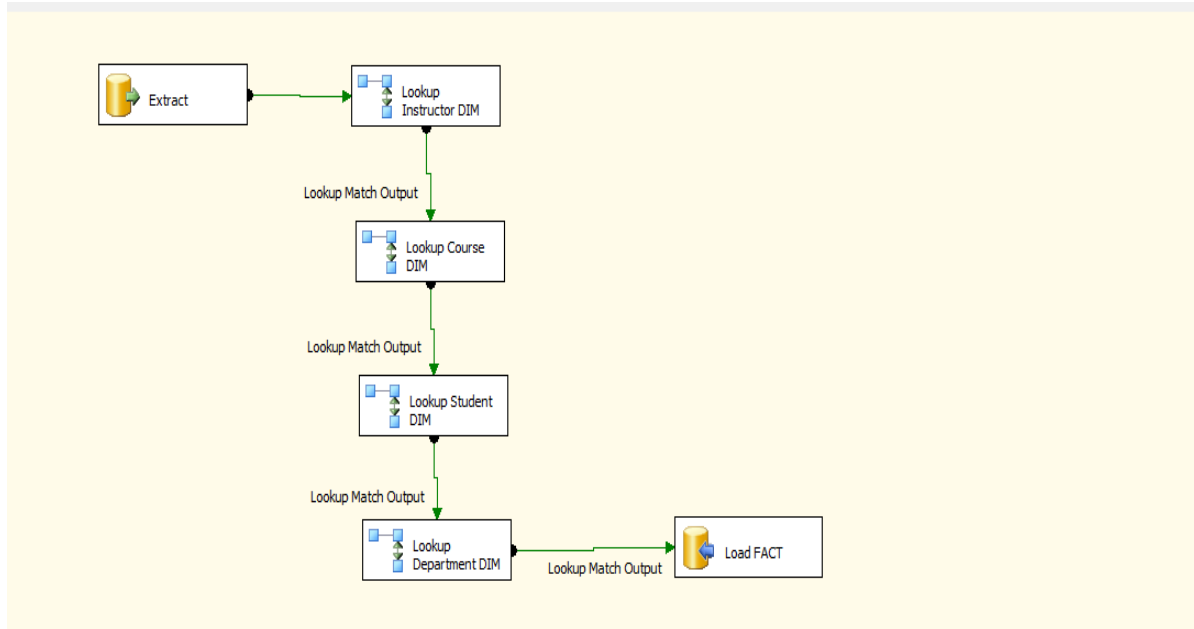 Extract
Lookup
Instructor DIM
Lookup Match Output
Lookup Course
DIM
Lookup Match Output
Lookup Student
DIM
Lookup Match Output
Lookup
Department DIM
Lookup Match Output
Load FACT